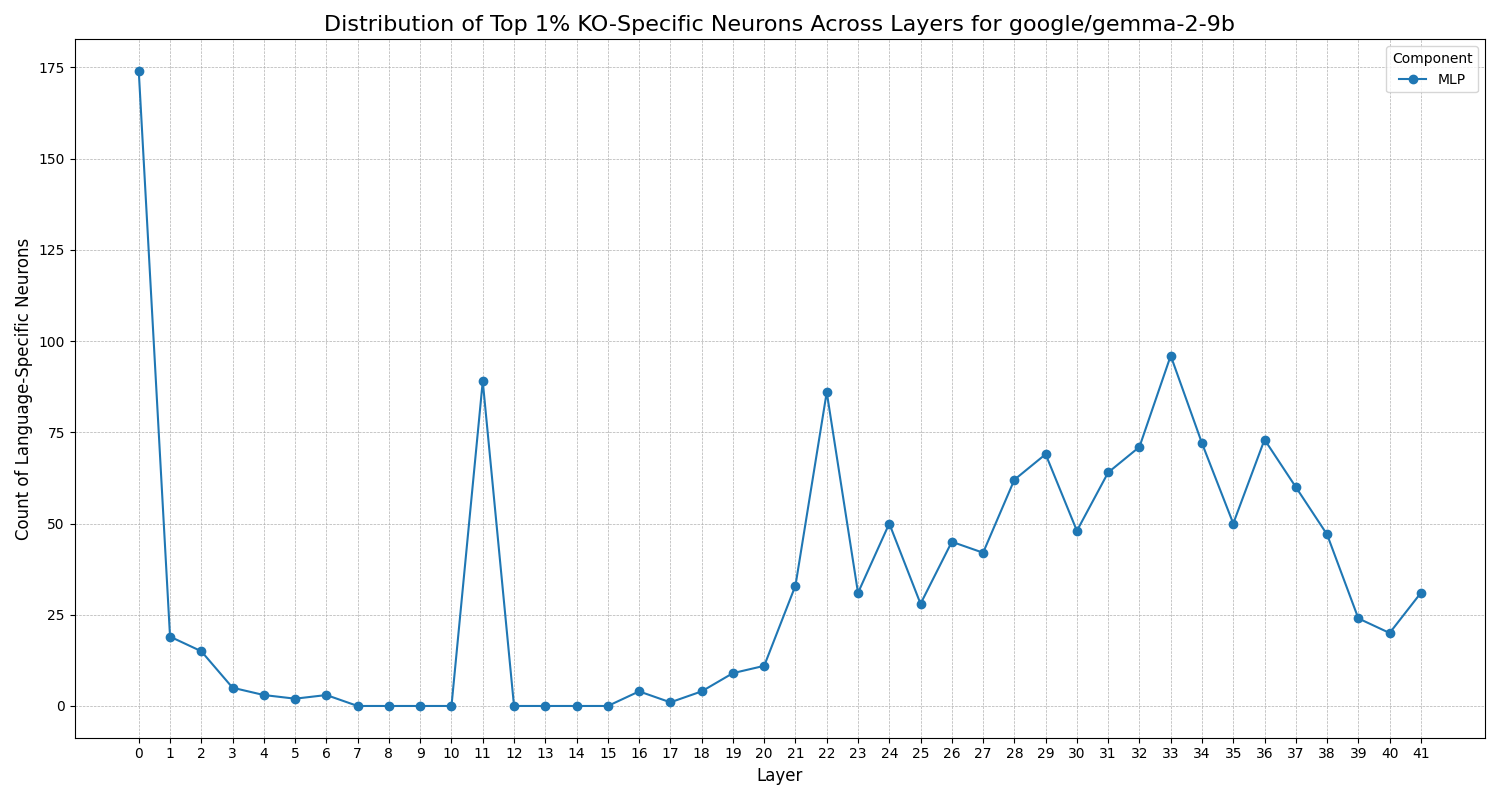 Distribution of Top 1% KO-Specific Neurons Across Layers for google/gemma-2-9b
Component
MLP
Count of Language-Specific Neurons
175
150
125
100
75
50
25
0
0 1 2 3 4 5 6 7 8 9 10 11 12 13 14 15 16 17 18 19 20 21 22 23 24 25 26 27 28 29 30 31 32 33 34 35 36 37 38 39 40 41
Layer